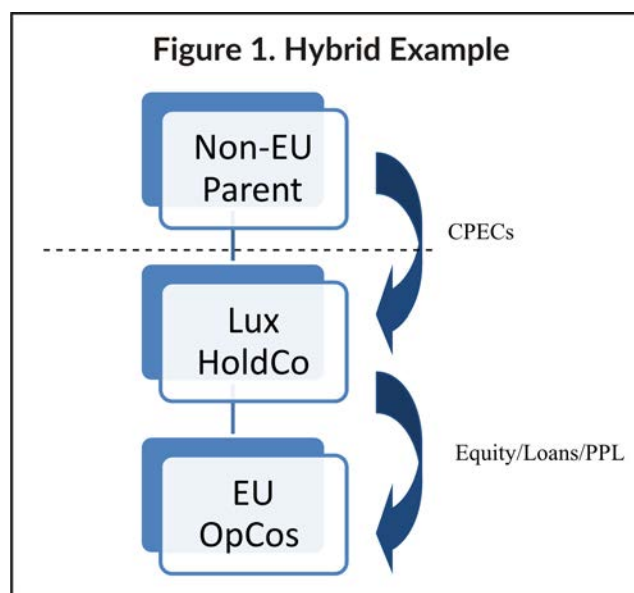 Figure 1. Hybrid Example
Non-EU
Parent
CPECs
Lux
HoldCo
Equity/Loans/PPL
EU
OpCos